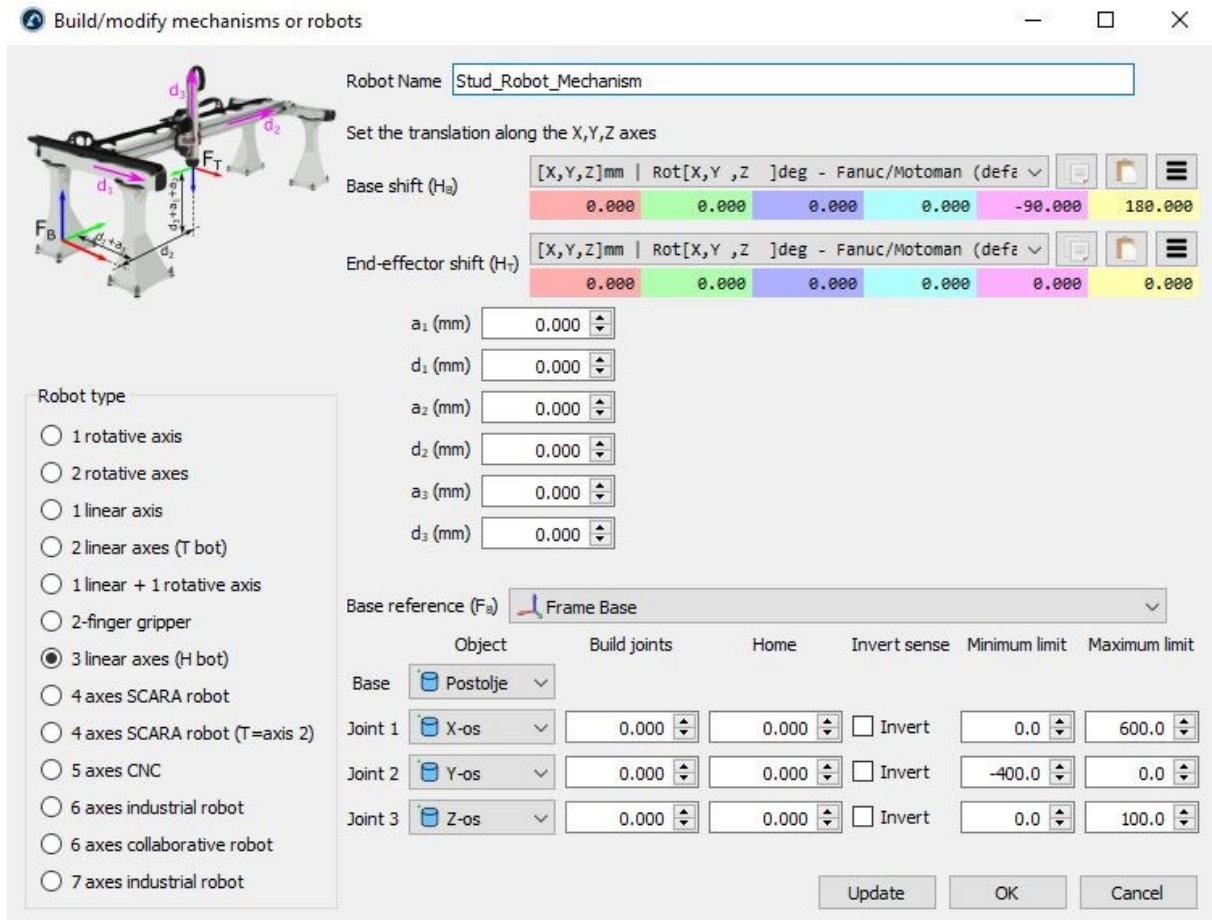 Build/modify mechanisms or robots
d₃
d₂
d₁
F_T
F_B
d₂
Robot Name Stud_Robot_Mechanism
Set the translation along the X,Y,Z axes
Base shift (H_B) [X,Y,Z]mm | Rot[X,Y ,Z ]deg - Fanuc/Motoman (defa
0.000 0.000 0.000 0.000 -90.000 180.000
End-effector shift (H_T) [X,Y,Z]mm | Rot[X,Y ,Z ]deg - Fanuc/Motoman (defa
0.000 0.000 0.000 0.000 0.000 0.000
a₁ (mm) 0.000
d₁ (mm) 0.000
a₂ (mm) 0.000
d₂ (mm) 0.000
a₃ (mm) 0.000
d₃ (mm) 0.000
Robot type
1 rotative axis
2 rotative axes
1 linear axis
2 linear axes (T bot)
1 linear + 1 rotative axis
2-finger gripper
3 linear axes (H bot)
4 axes SCARA robot
4 axes SCARA robot (T=axis 2)
5 axes CNC
6 axes industrial robot
6 axes collaborative robot
7 axes industrial robot
Base reference (F_B) Frame Base
Object Build joints Home Invert sense Minimum limit Maximum limit
Base Postolje
Joint 1 X-os 0.000 0.000 Invert 0.0 600.0
Joint 2 Y-os 0.000 0.000 Invert -400.0 0.0
Joint 3 Z-os 0.000 0.000 Invert 0.0 100.0
Update OK Cancel